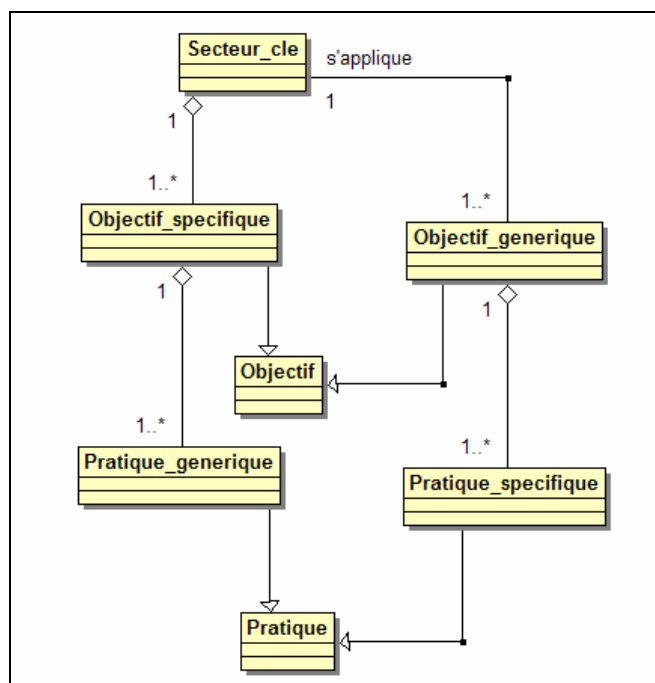 Secteur_cle
s'applique
1
1
1..*
1..*
Objectif_specifique
Objectif_generique
1
1
Objectif
1..*
1..*
Pratique_generique
Pratique_specifique
Pratique